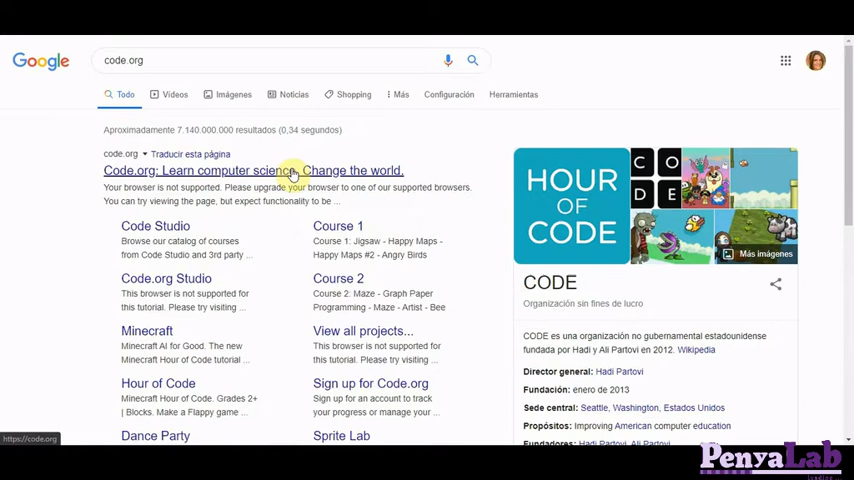 Google
code.org
Todo Vídeos Imágenes Noticias Shopping Más Configuración Herramientas
Aproximadamente 7.140.000.000 resultados (0,34 segundos)
code.org Traducir esta página
Code.org: Learn computer science. Change the world.
Your browser is not supported. Please upgrade your browser to one of our supported browsers.
You can try viewing the page, but expect functionality to be ...
Code Studio
Browse our catalog of courses
from Code Studio and 3rd party ...
Course 1
Course 1: Jigsaw - Happy Maps -
Happy Maps #2 - Angry Birds
Code.org Studio
This browser is not supported for
this tutorial. Please try visiting ...
Course 2
Course 2: Maze - Graph Paper
Programming - Maze - Artist - Bee
Minecraft
Minecraft AI for Good. The new
Minecraft Hour of Code tutorial ...
View all projects...
This browser is not supported for
this tutorial. Please try visiting ...
Hour of Code
Minecraft Hour of Code. Grades 2+
| Blocks. Make a Flappy game ...
Sign up for Code.org
Sign up for an account to track
your progress or manage your ...
Dance Party
Sprite Lab
https://code.org
HOUR
OF
CODE
C O
D E
Más imágenes
CODE
Organización sin fines de lucro
CODE es una organización no gubernamental estadounidense
fundada por Hadi y Ali Partovi en 2012. Wikipedia
Director general: Hadi Partovi
Fundación: enero de 2013
Sede central: Seattle, Washington, Estados Unidos
Propósitos: Improving American computer education
Fundadores: Hadi Partovi, Ali Partovi
PenyaLab
loading ...